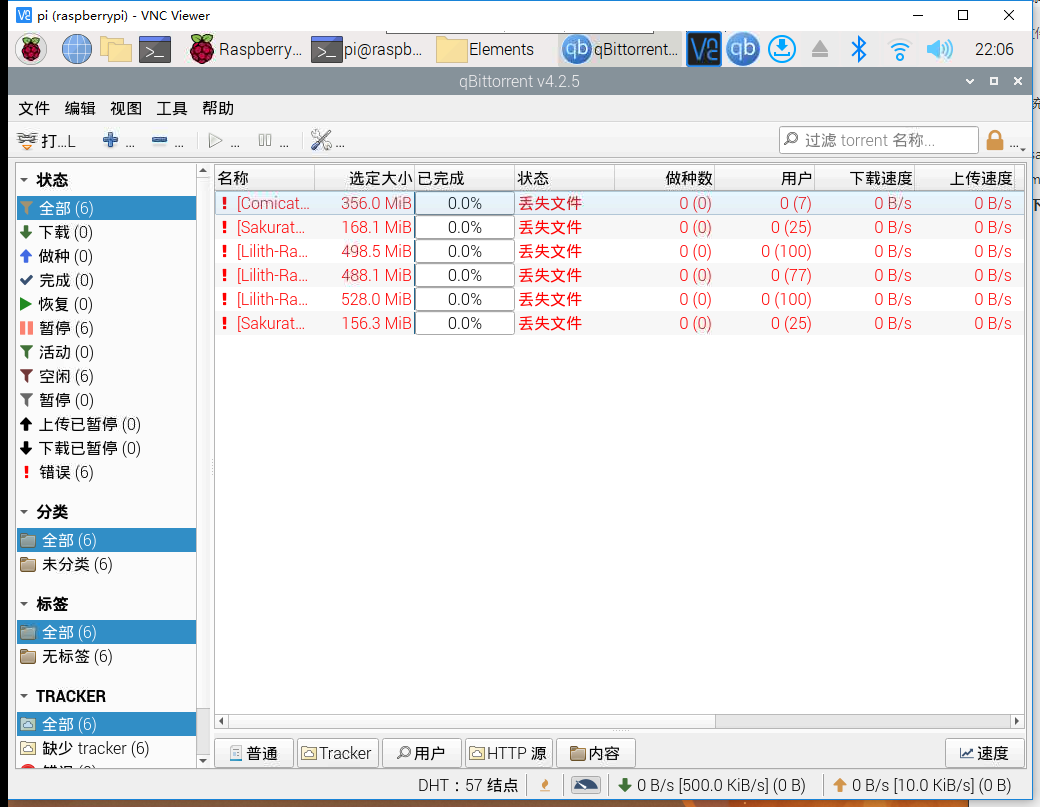 pi (raspberrypi) - VNC Viewer
Raspberry... pi@raspb... Elements qbittorrent... 22:06
qBittorrent v4.2.5
文件 编辑 视图 工具 帮助
打...L ... ... ... ... ... 过滤 torrent 名称... ...
状态
全部 (6)
下载 (0)
做种 (0)
完成 (0)
恢复 (0)
暂停 (6)
活动 (0)
空闲 (6)
暂停 (0)
上传已暂停 (0)
下载已暂停 (0)
错误 (6)
分类
全部 (6)
未分类 (6)
标签
全部 (6)
无标签 (6)
TRACKER
全部 (6)
缺少 tracker (6)
名称 选定大小 已完成 状态 做种数 用户 下载速度 上传速度
[Comicat... 356.0 MiB 0.0% 丢失文件 0 (0) 0 (7) 0 B/s 0 B/s
[Sakurat... 168.1 MiB 0.0% 丢失文件 0 (0) 0 (25) 0 B/s 0 B/s
[Lilith-Ra... 498.5 MiB 0.0% 丢失文件 0 (0) 0 (100) 0 B/s 0 B/s
[Lilith-Ra... 488.1 MiB 0.0% 丢失文件 0 (0) 0 (77) 0 B/s 0 B/s
[Lilith-Ra... 528.0 MiB 0.0% 丢失文件 0 (0) 0 (100) 0 B/s 0 B/s
[Sakurat... 156.3 MiB 0.0% 丢失文件 0 (0) 0 (25) 0 B/s 0 B/s
普通 Tracker 用户 HTTP 源 内容 速度
DHT：57 结点 0 B/s [500.0 KiB/s] (0 B) 0 B/s [10.0 KiB/s] (0 B)